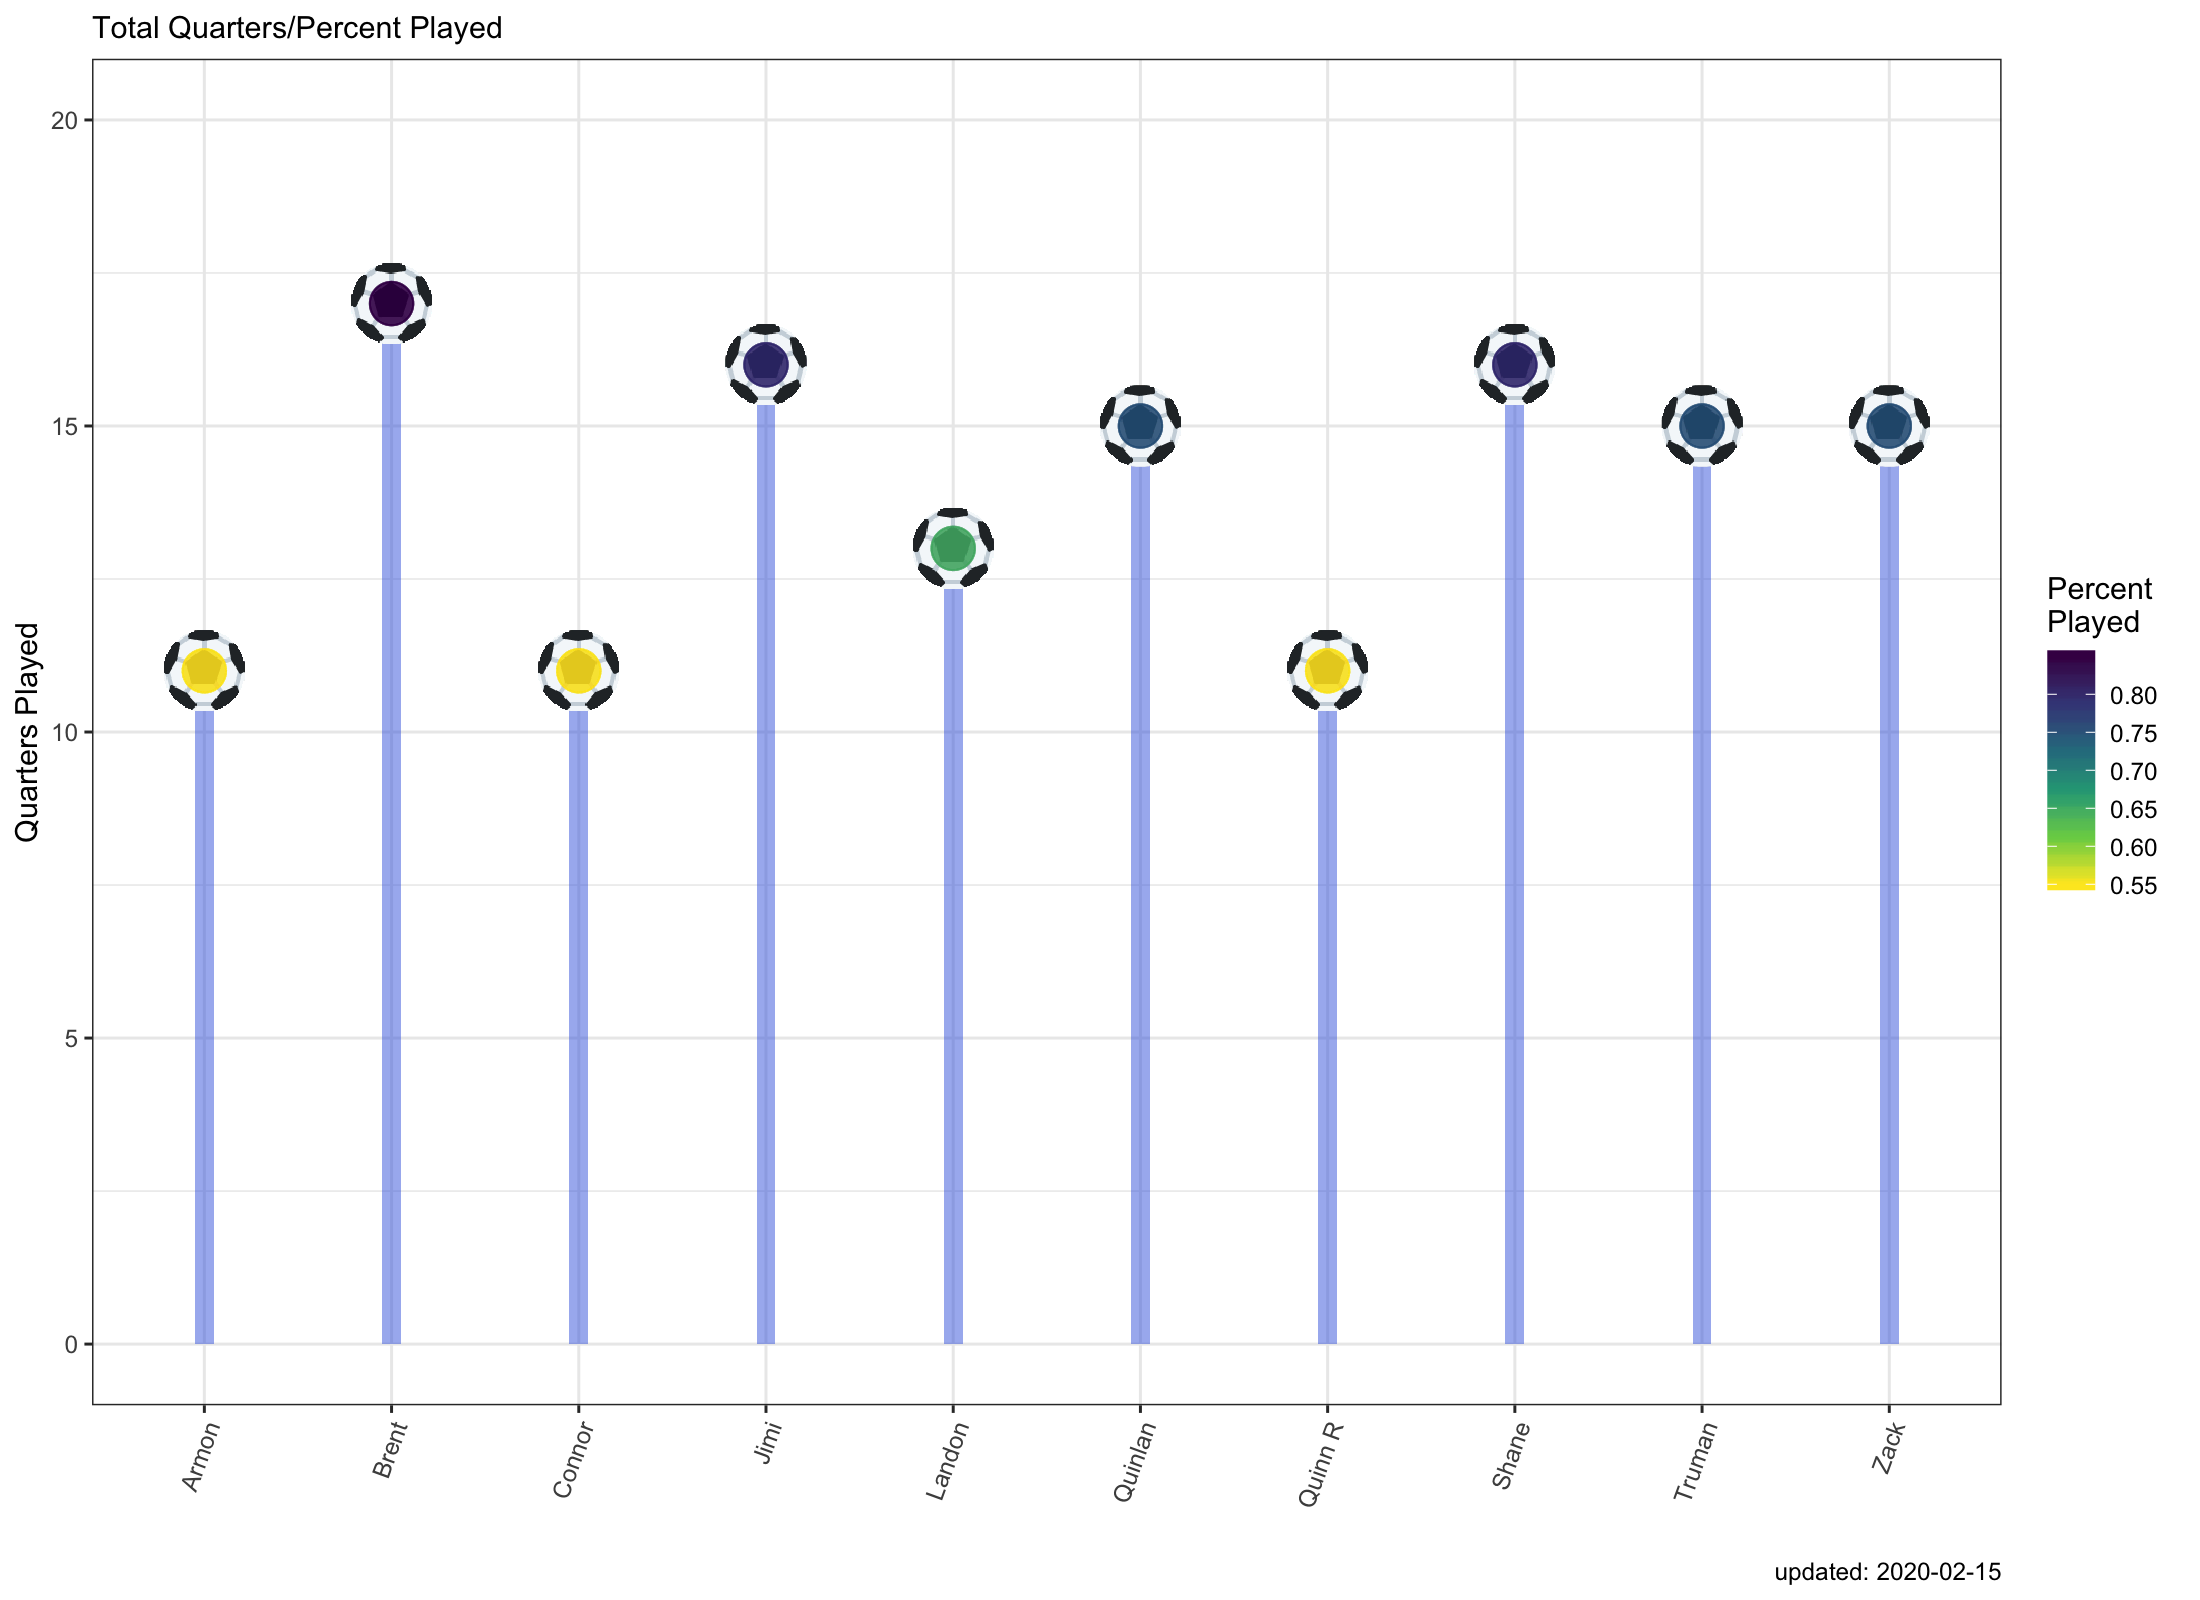 Total Quarters/Percent Played
20
15
10
5
0
Quarters Played
Armon
Brent
Connor
Jimi
Landon
Quinlan
Quinn R
Shane
Truman
Zack
Percent
Played
0.80
0.75
0.70
0.65
0.60
0.55
updated: 2020-02-15